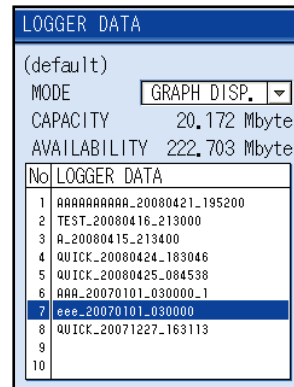 LOGGER DATA
(default)
MODE GRAPH DISP.
CAPACITY 20.172 Mbyte
AVAILABILITY 222.703 Mbyte
No LOGGER DATA
1 AAAAAAAAAA_20080421_195200
2 TEST_20080416_213000
3 A_20080415_213400
4 QUICK_20080424_183046
5 QUICK_20080425_084538
6 AAA_20070101_030000_1
7 eee_20070101_030000
8 QUICK_20071227_163113
9
10